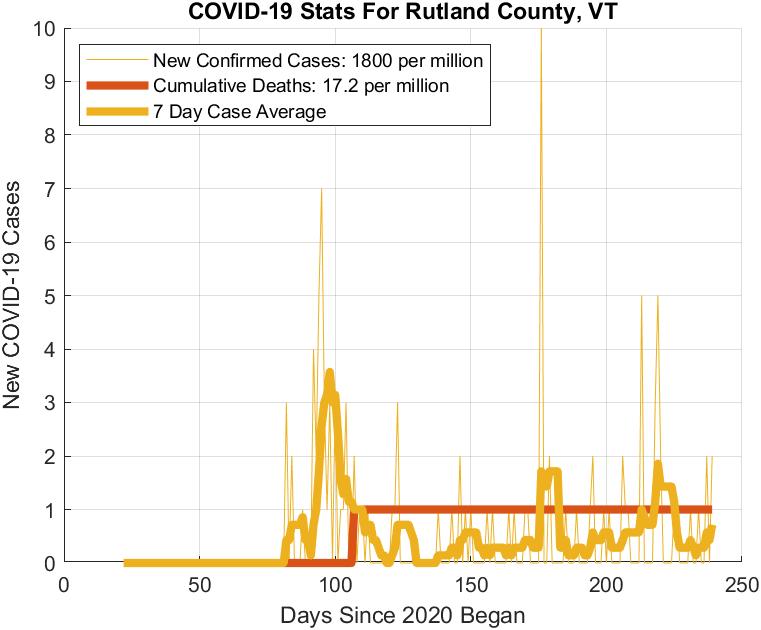 COVID-19 Stats For Rutland County, VT
New Confirmed Cases: 1800 per million
Cumulative Deaths: 17.2 per million
7 Day Case Average
New COVID-19 Cases
10
9
8
7
6
5
4
3
2
1
0
0 50 100 150 200 250
Days Since 2020 Began